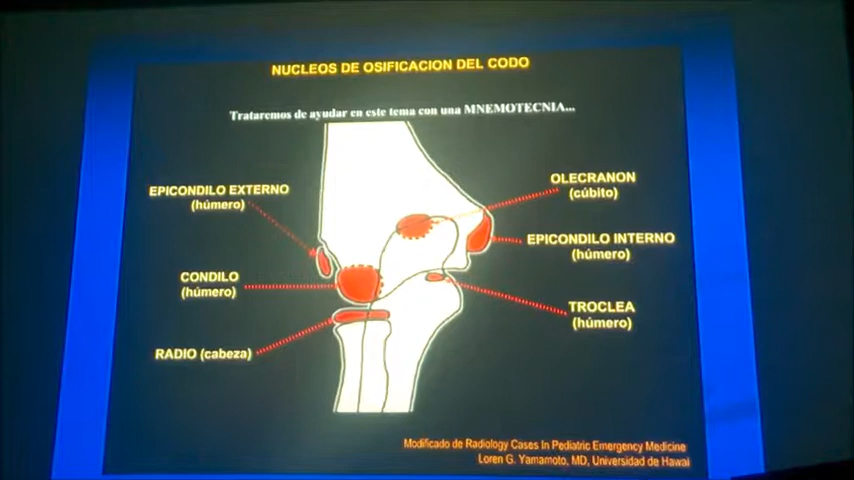 NUCLEOS DE OSIFICACION DEL CODO
Trataremos de ayudar en este tema con una MNEMOTECNIA...
EPICONDILO EXTERNO
(húmero)
OLECRANON
(cúbito)
EPICONDILO INTERNO
(húmero)
CONDILO
(húmero)
TROCLEA
(húmero)
RADIO (cabeza)
Modificado de Radiology Cases In Pediatric Emergency Medicine
Loren G. Yamamoto, MD, Universidad de Hawai